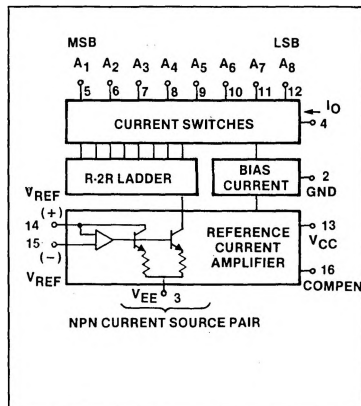 MSB LSB
A1 A2 A3 A4 A5 A6 A7 A8
5 6 7 8 9 10 11 12
IO
CURRENT SWITCHES
4
R-2R LADDER
BIAS
CURRENT
2
GND
VREF
(+)
14
15
(-)
VREF
REFERENCE
CURRENT
AMPLIFIER
13
VCC
16
COMPEN
VEE 3
NPN CURRENT SOURCE PAIR